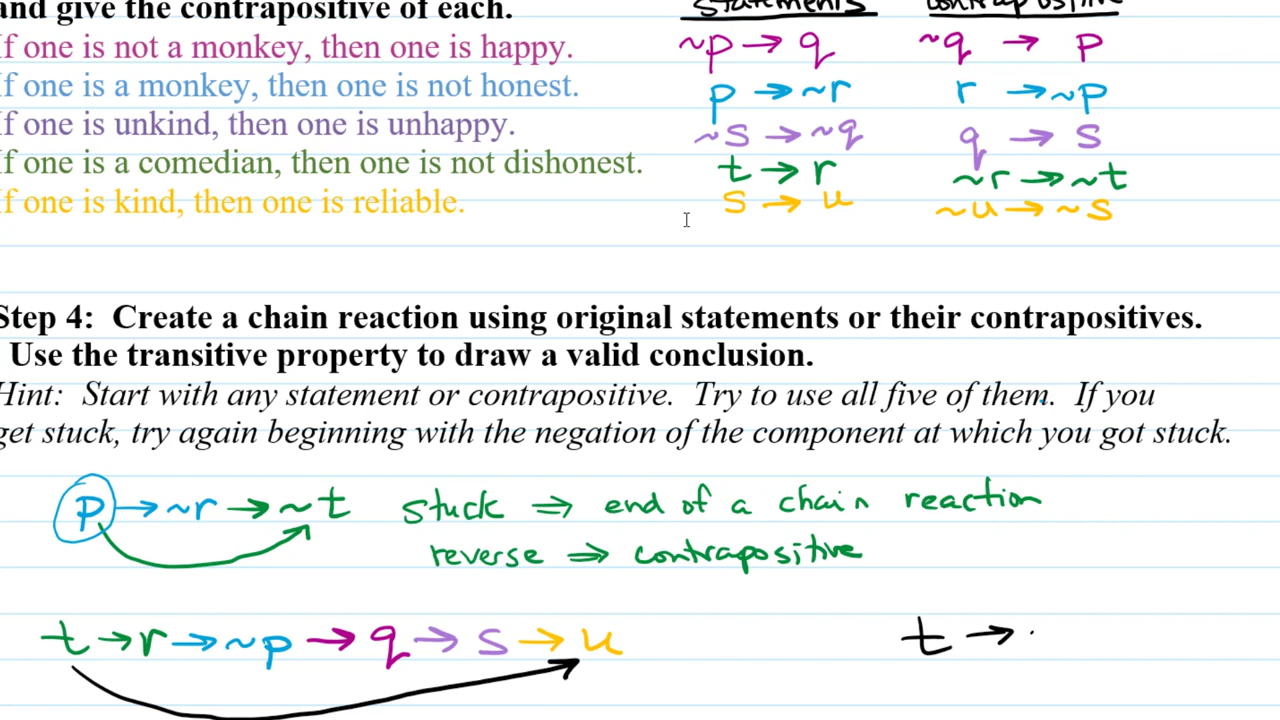 and give the contrapositive of each.
statements contrapositive
If one is not a monkey, then one is happy. ~p → q ~q → p
If one is a monkey, then one is not honest. p → ~r r → ~p
If one is unkind, then one is unhappy. ~s → ~q q → s
If one is a comedian, then one is not dishonest. t → r ~r → ~t
If one is kind, then one is reliable. s → u ~u → ~s
Step 4: Create a chain reaction using original statements or their contrapositives.
Use the transitive property to draw a valid conclusion.
Hint: Start with any statement or contrapositive. Try to use all five of them. If you
get stuck, try again beginning with the negation of the component at which you got stuck.
p → ~r → ~t stuck ⇒ end of a chain reaction
reverse ⇒ contrapositive
t → r → ~p → q → s → u t →